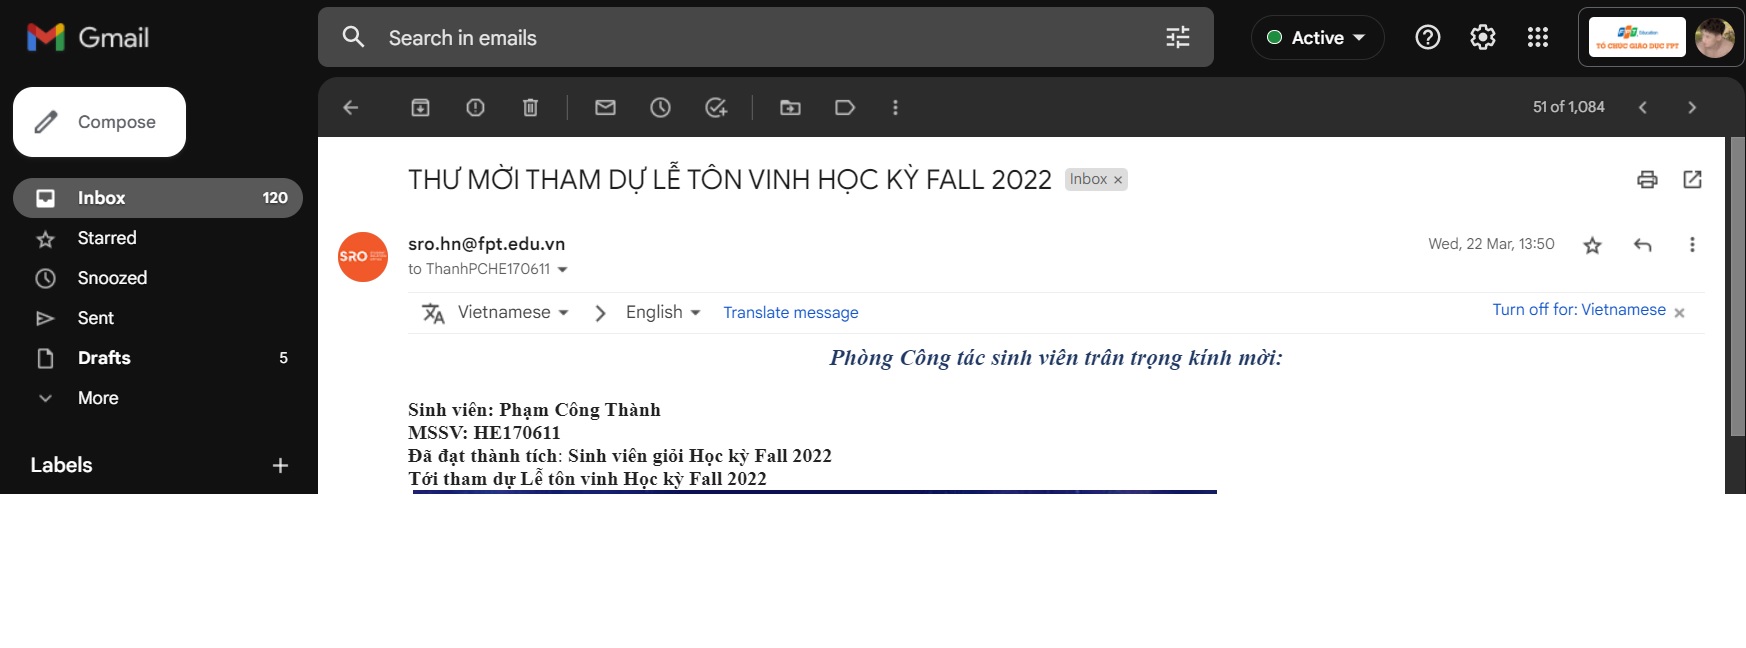 Gmail
Search in emails
Active
FPT Education
TỔ CHỨC GIÁO DỤC FPT
Compose
51 of 1,084
THƯ MỜI THAM DỰ LỄ TÔN VINH HỌC KỲ FALL 2022
Inbox ×
Inbox 120
Starred
Snoozed
Sent
Drafts 5
More
Labels
SRO
sro.hn@fpt.edu.vn
Wed, 22 Mar, 13:50
to ThanhPCHE170611
Vietnamese
English
Translate message
Turn off for: Vietnamese ×
Phòng Công tác sinh viên trân trọng kính mời:
Sinh viên: Phạm Công Thành
MSSV: HE170611
Đã đạt thành tích: Sinh viên giỏi Học kỳ Fall 2022
Tới tham dự Lễ tôn vinh Học kỳ Fall 2022